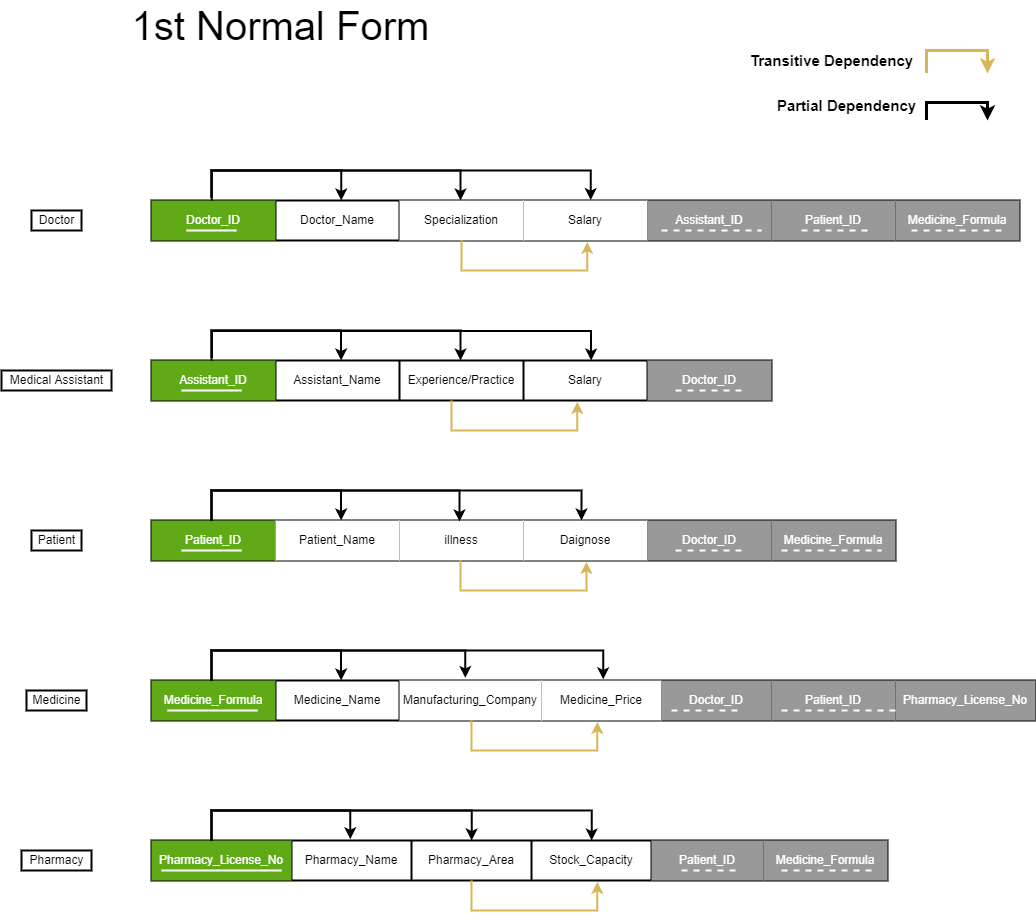 1st Normal Form
Transitive Dependency
Partial Dependency
Doctor
Doctor_ID Doctor_Name Specialization Salary Assistant_ID Patient_ID Medicine_Formula
Medical Assistant
Assistant_ID Assistant_Name Experience/Practice Salary Doctor_ID
Patient
Patient_ID Patient_Name illness Daignose Doctor_ID Medicine_Formula
Medicine
Medicine_Formula Medicine_Name Manufacturing_Company Medicine_Price Doctor_ID Patient_ID Pharmacy_License_No
Pharmacy
Pharmacy_License_No Pharmacy_Name Pharmacy_Area Stock_Capacity Patient_ID Medicine_Formula